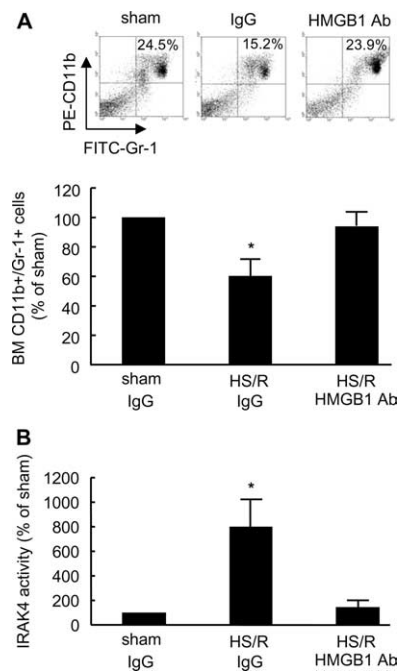 A
sham IgG HMGB1 Ab
24.5% 15.2% 23.9%
PE-CD11b
FITC-Gr-1
BM CD11b+/Gr-1+ cells
(% of sham)
120
100
80
60
40
20
0
*
sham HS/R HS/R
IgG IgG HMGB1 Ab
B
IRAK4 activity (% of sham)
1200
1000
800
600
400
200
0
*
sham HS/R HS/R
IgG IgG HMGB1 Ab